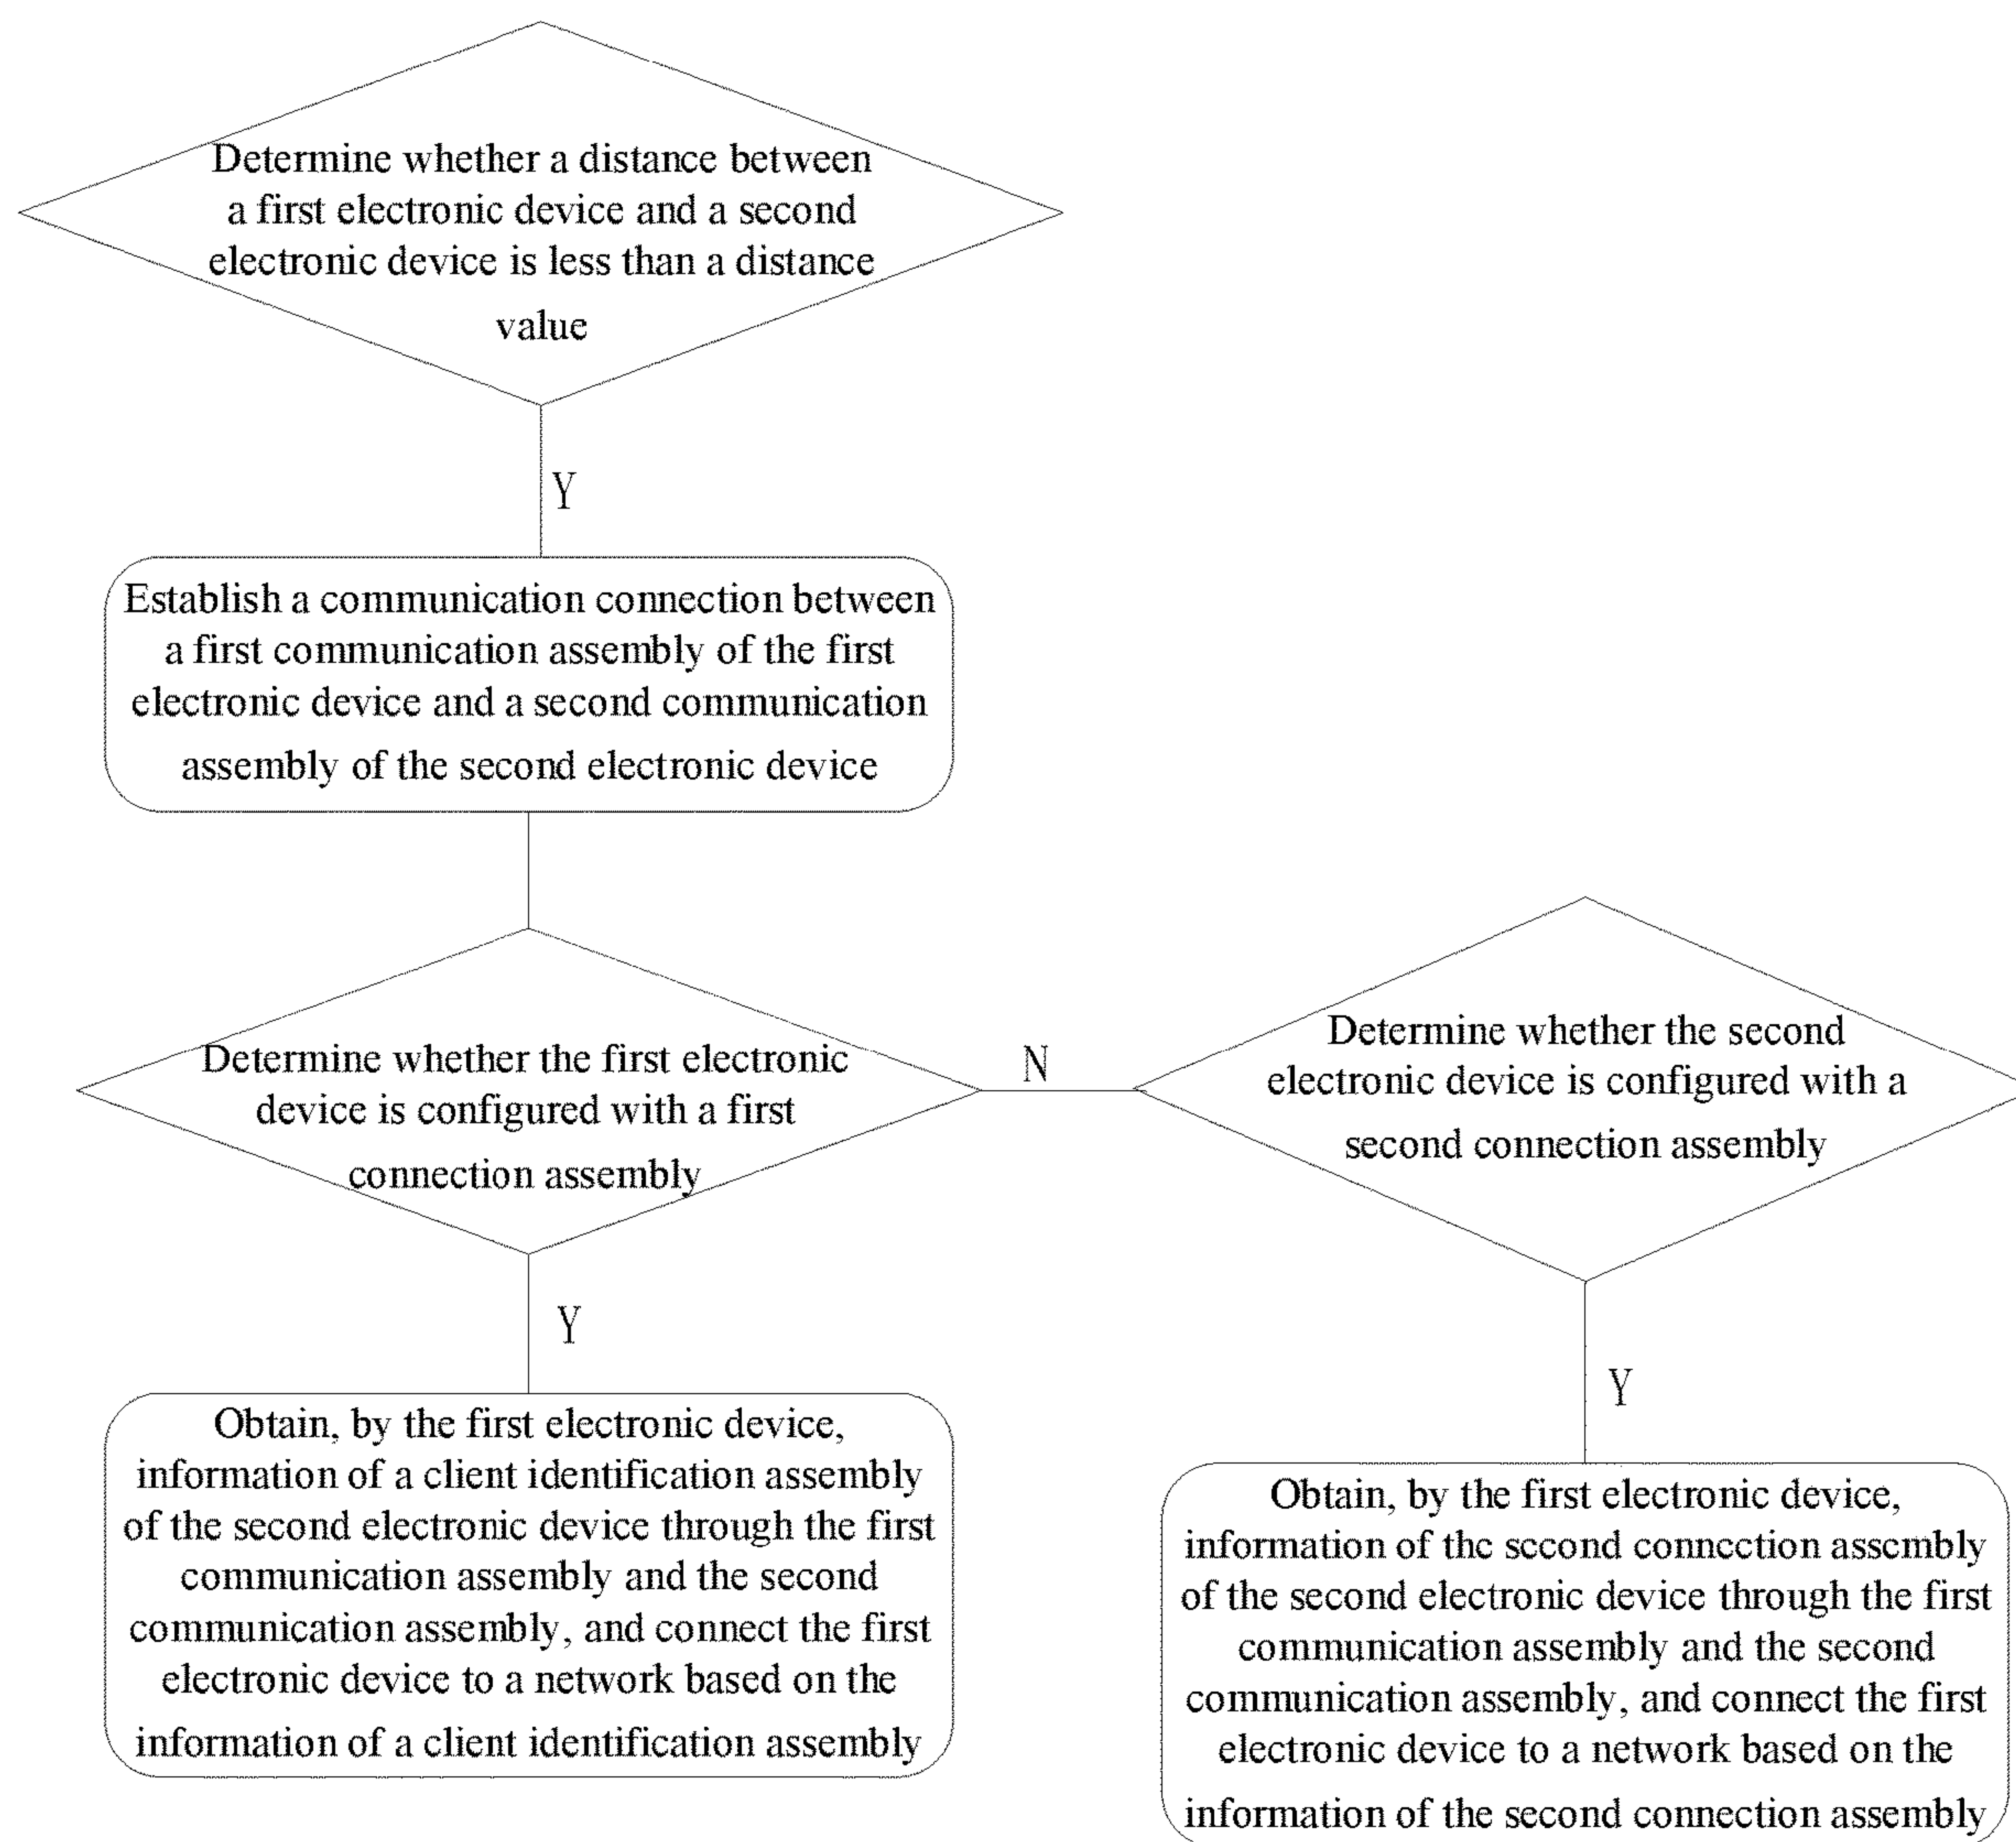 Determine whether a distance between
a first electronic device and a second
electronic device is less than a distance
value
Y
Establish a communication connection between
a first communication assembly of the first
electronic device and a second communication
assembly of the second electronic device
Determine whether the first electronic
device is configured with a first
connection assembly
N
Determine whether the second
electronic device is configured with a
second connection assembly
Y
Obtain, by the first electronic device,
information of a client identification assembly
of the second electronic device through the first
communication assembly and the second
communication assembly, and connect the first
electronic device to a network based on the
information of a client identification assembly
Y
Obtain, by the first electronic device,
information of the second connection assembly
of the second electronic device through the first
communication assembly and the second
communication assembly, and connect the first
electronic device to a network based on the
information of the second connection assembly